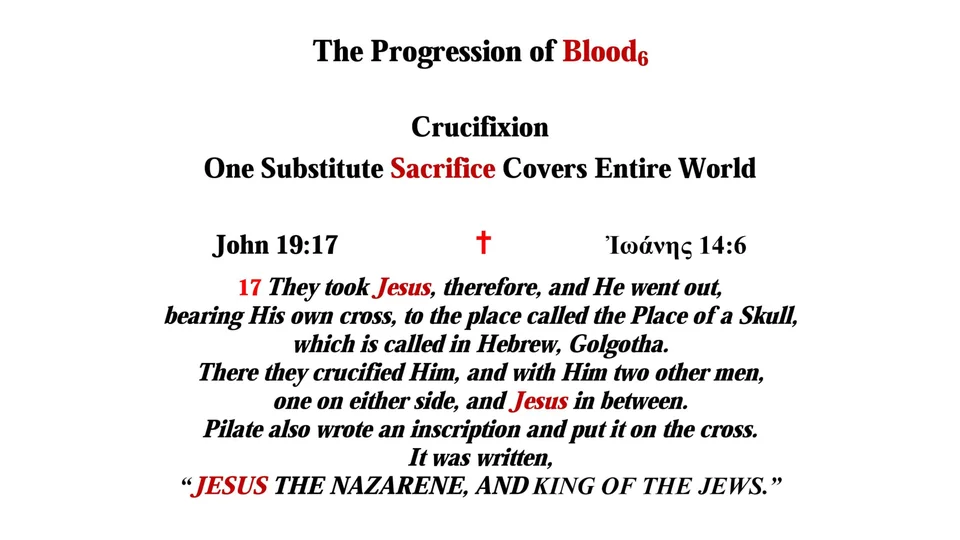 The Progression of Blood6
Crucifixion
One Substitute Sacrifice Covers Entire World
John 19:17 ✝ Ἰωάνης 14:6
17 They took Jesus, therefore, and He went out,
bearing His own cross, to the place called the Place of a Skull,
which is called in Hebrew, Golgotha.
There they crucified Him, and with Him two other men,
one on either side, and Jesus in between.
Pilate also wrote an inscription and put it on the cross.
It was written,
“JESUS THE NAZARENE, AND KING OF THE JEWS.”